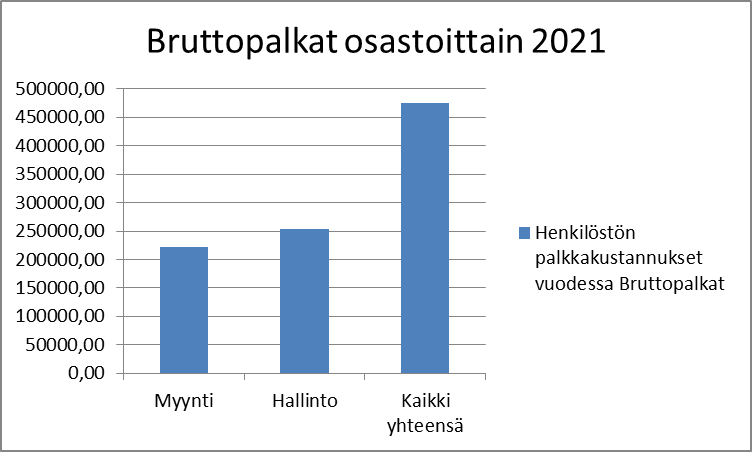 Bruttopalkat osastoittain 2021
500000,00
450000,00
400000,00
350000,00
300000,00
250000,00
200000,00
150000,00
100000,00
50000,00
0,00
Myynti
Hallinto
Kaikki
yhteensä
Henkilöstön
palkkakustannukset
vuodessa Bruttopalkat